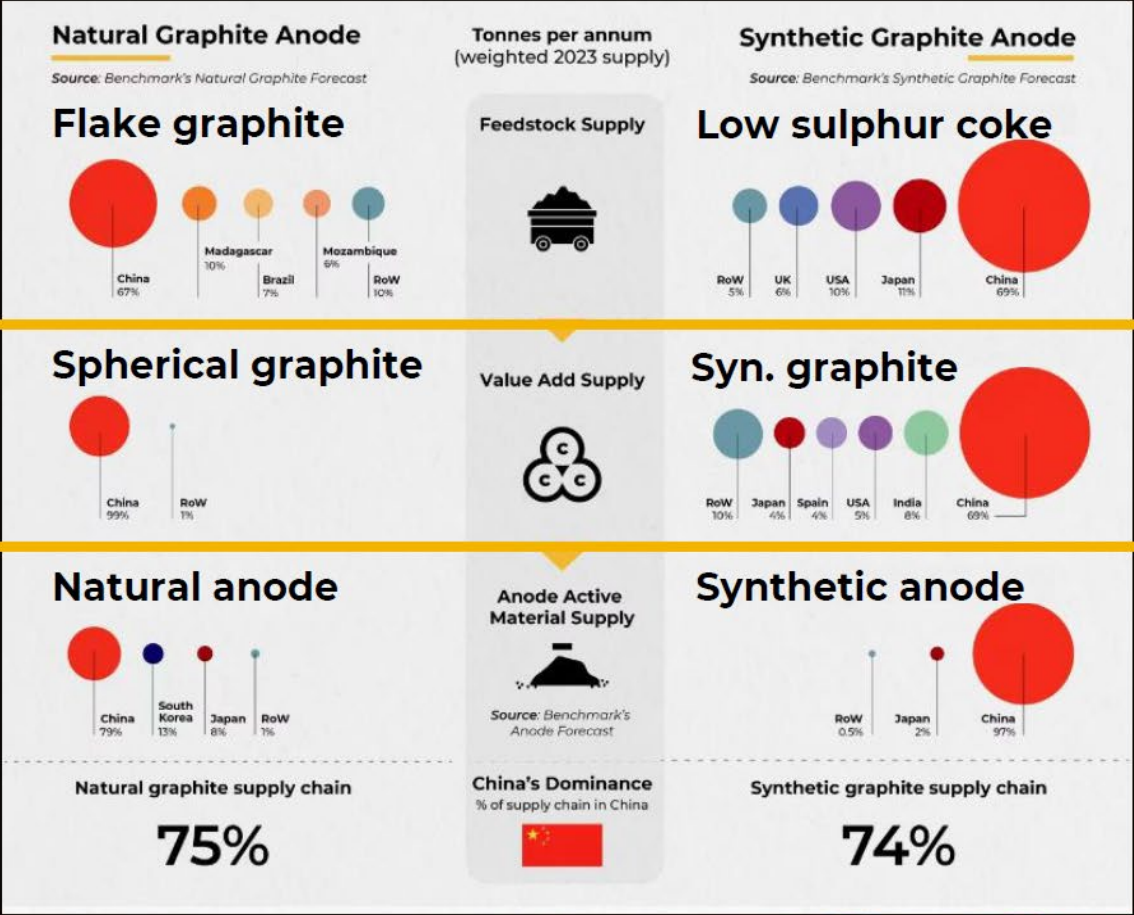 Natural Graphite Anode
Source: Benchmark's Natural Graphite Forecast
Tonnes per annum
(weighted 2023 supply)
Synthetic Graphite Anode
Source: Benchmark's Synthetic Graphite Forecast
Flake graphite
Feedstock Supply
Low sulphur coke
China
67%
Madagascar
10%
Brazil
7%
Mozambique
6%
RoW
10%
RoW
5%
UK
6%
USA
10%
Japan
11%
China
69%
Spherical graphite
Value Add Supply
Syn. graphite
China
99%
RoW
1%
C
C
C
RoW
10%
Japan
4%
Spain
4%
USA
5%
India
8%
China
69%
Natural anode
Anode Active
Material Supply
Synthetic anode
China
79%
South
Korea
13%
Japan
8%
RoW
1%
Source: Benchmark's
Anode Forecast
RoW
0.5%
Japan
2%
China
97%
Natural graphite supply chain
75%
China's Dominance
% of supply chain in China
Synthetic graphite supply chain
74%